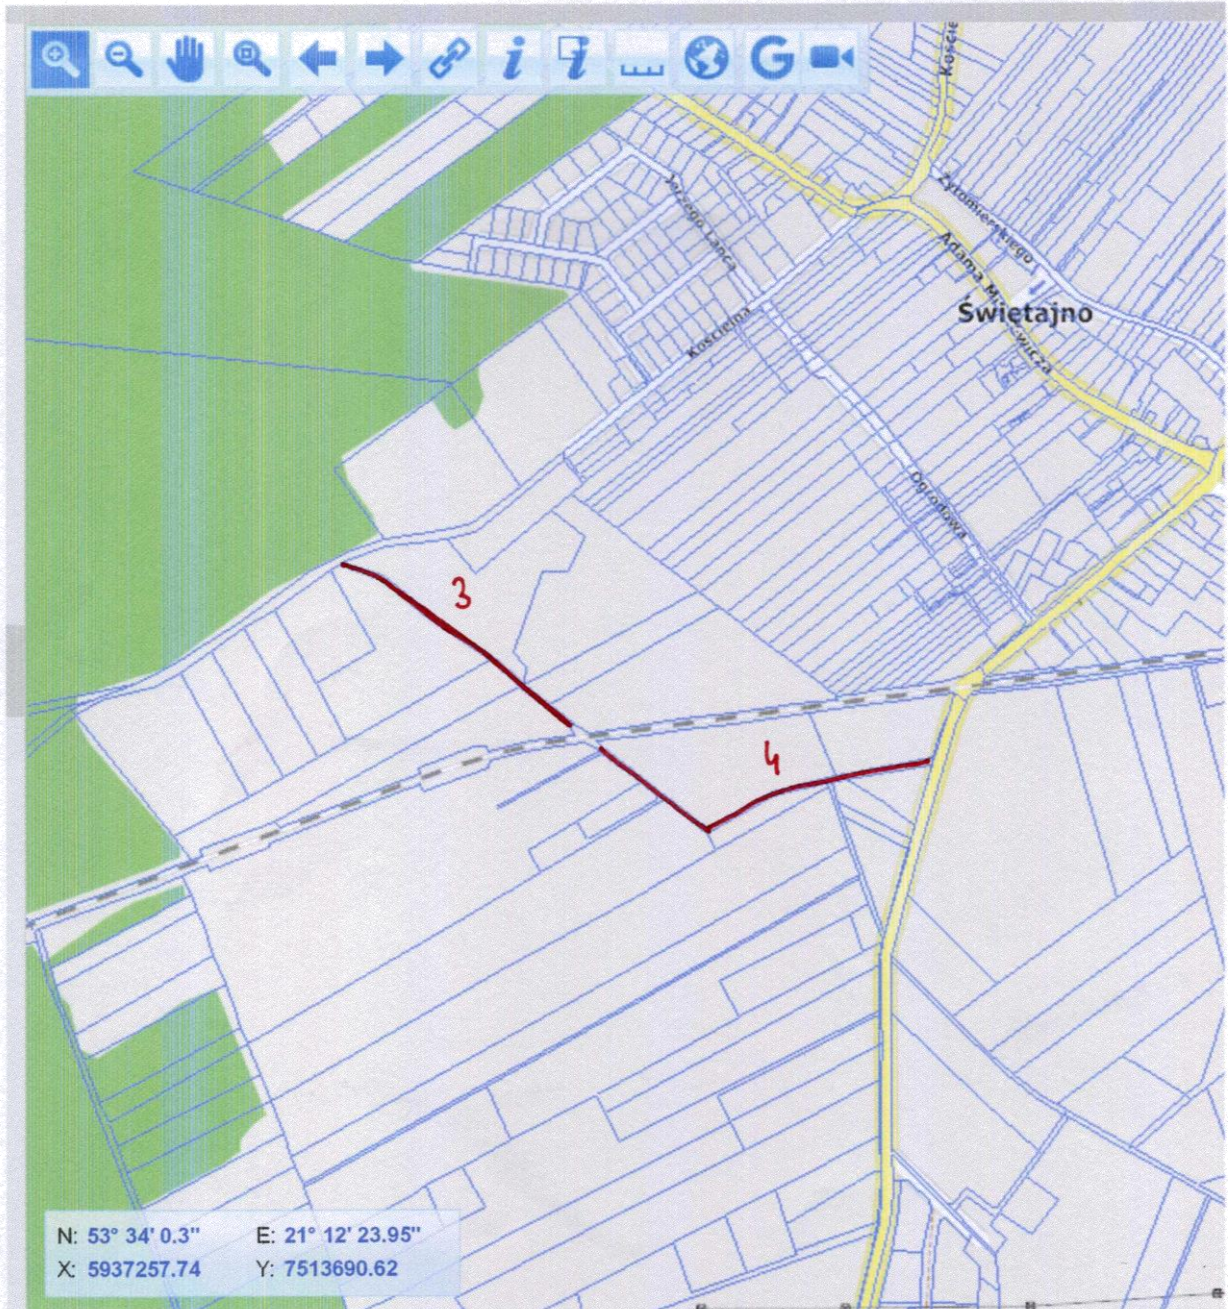 Koście
Żytomierskiego
Jerzego Lanca
Adama Mickiewicza
Świętajno
Kościelna
Ogrodowa
3
4
N: 53° 34' 0.3" E: 21° 12' 23.95"
X: 5937257.74 Y: 7513690.62